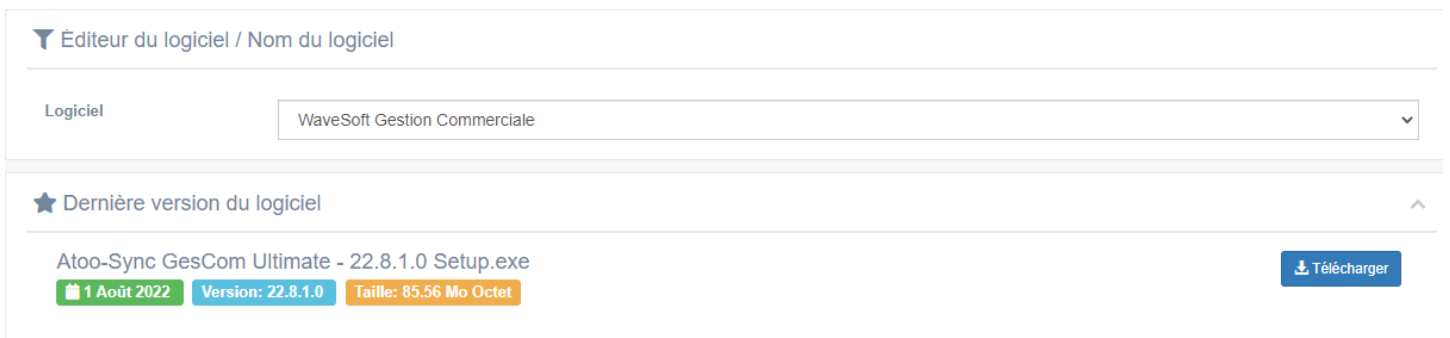 Éditeur du logiciel / Nom du logiciel
Logiciel
WaveSoft Gestion Commerciale
Dernière version du logiciel
Atoo-Sync GesCom Ultimate - 22.8.1.0 Setup.exe
Télécharger
1 Août 2022 Version: 22.8.1.0 Taille: 85.56 Mo Octet